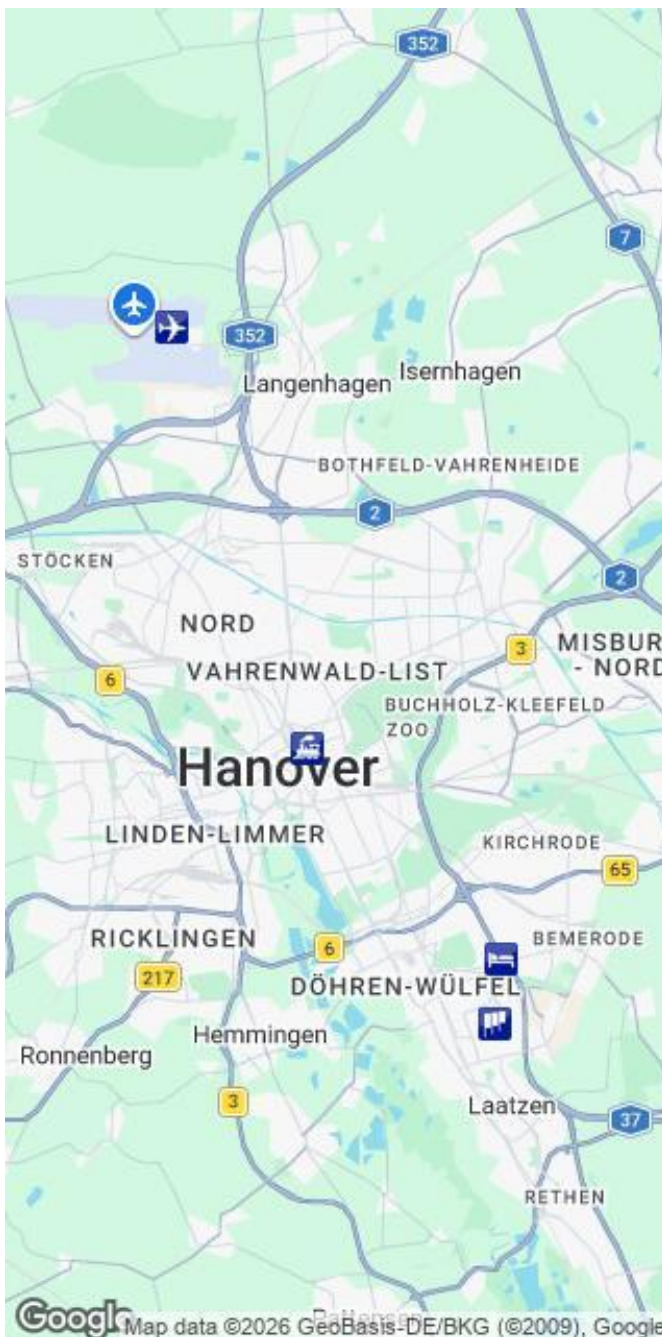 352
7
352
Langenhagen
Isernhagen
BOTHFELD-VAHRENHEIDE
2
STÖCKEN
2
NORD
3
MISBUR
- NORD
VAHRENWALD-LIST
6
BUCHHOLZ-KLEEFELD
ZOO
Hanover
LINDEN-LIMMER
KIRCHRODE
65
RICKLINGEN
6
BEMERODE
217
DÖHREN-WÜLFEL
Hemmingen
Ronnenberg
3
Laatzen
37
RETHEN
Google
Map data ©2026 GeoBasis-DE/BKG (©2009), Google